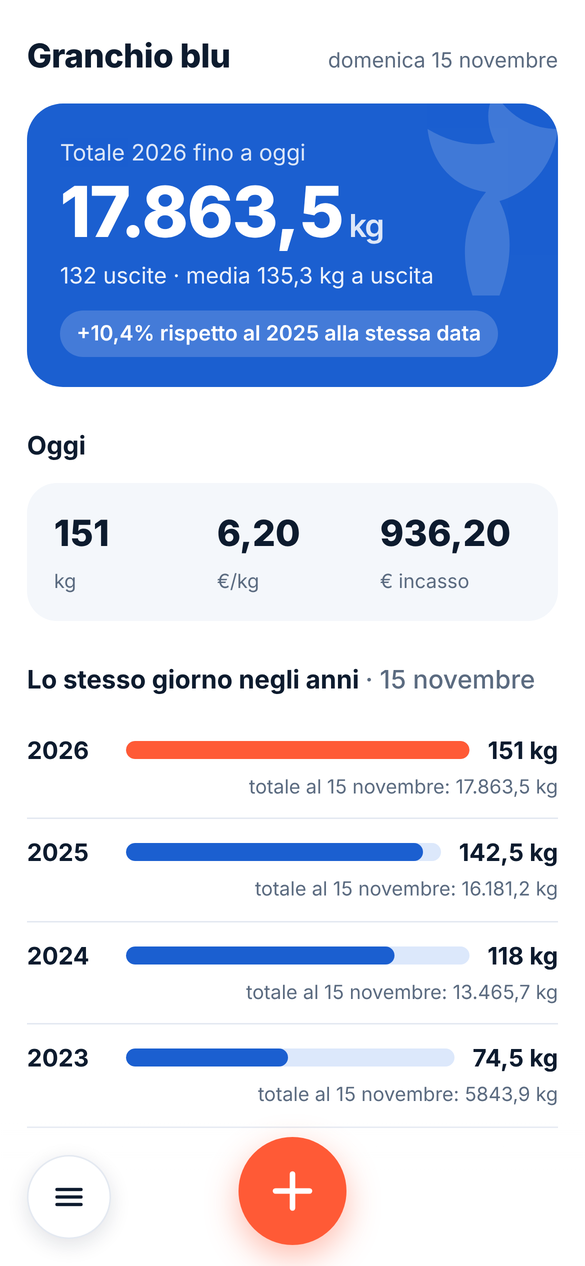 Granchio blu
domenica 15 novembre
Totale 2026 fino a oggi
17.863,5 kg
132 uscite · media 135,3 kg a uscita
+10,4% rispetto al 2025 alla stessa data
Oggi
151
kg
6,20
€/kg
936,20
€ incasso
Lo stesso giorno negli anni · 15 novembre
2026 151 kg
totale al 15 novembre: 17.863,5 kg
2025 142,5 kg
totale al 15 novembre: 16.181,2 kg
2024 118 kg
totale al 15 novembre: 13.465,7 kg
2023 74,5 kg
totale al 15 novembre: 5843,9 kg